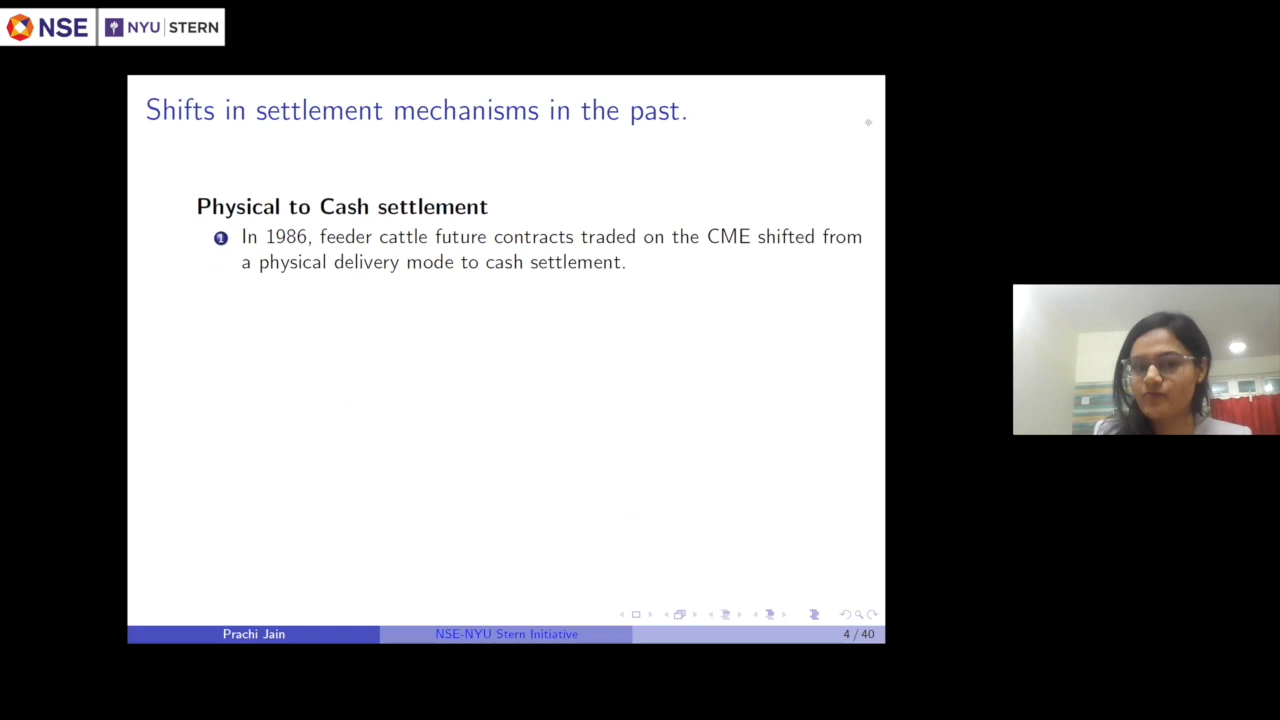 NSE NYU STERN
Shifts in settlement mechanisms in the past.
Physical to Cash settlement
1 In 1986, feeder cattle future contracts traded on the CME shifted from
a physical delivery mode to cash settlement.
Prachi Jain NSE-NYU Stern Initiative 4 / 40